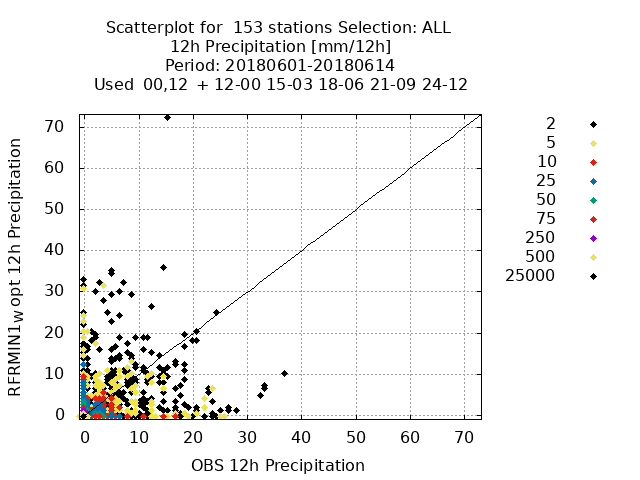 Scatterplot for  153 stations Selection: ALL
12h Precipitation [mm/12h]
Period: 20180601-20180614
Used  00,12  + 12-00 15-03 18-06 21-09 24-12
RFRMIN1w opt 12h Precipitation
70
60
50
40
30
20
10
0
0 10 20 30 40 50 60 70
OBS 12h Precipitation
2
5
10
25
50
75
250
500
25000